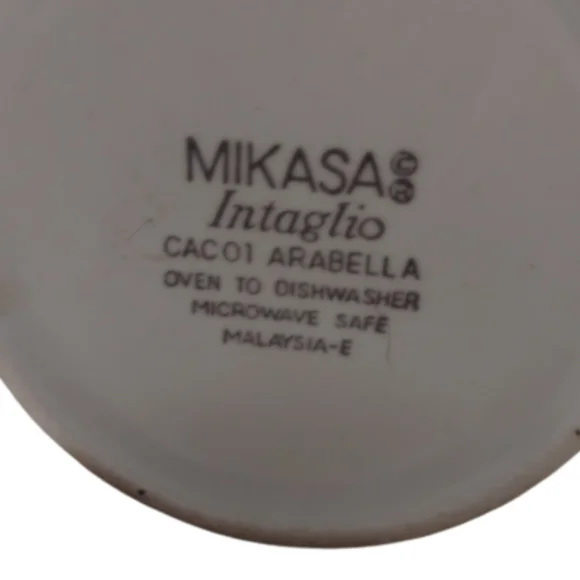 MIKASA©®
Intaglio
CAC01 ARABELLA
OVEN TO DISHWASHER
MICROWAVE SAFE
MALAYSIA-E